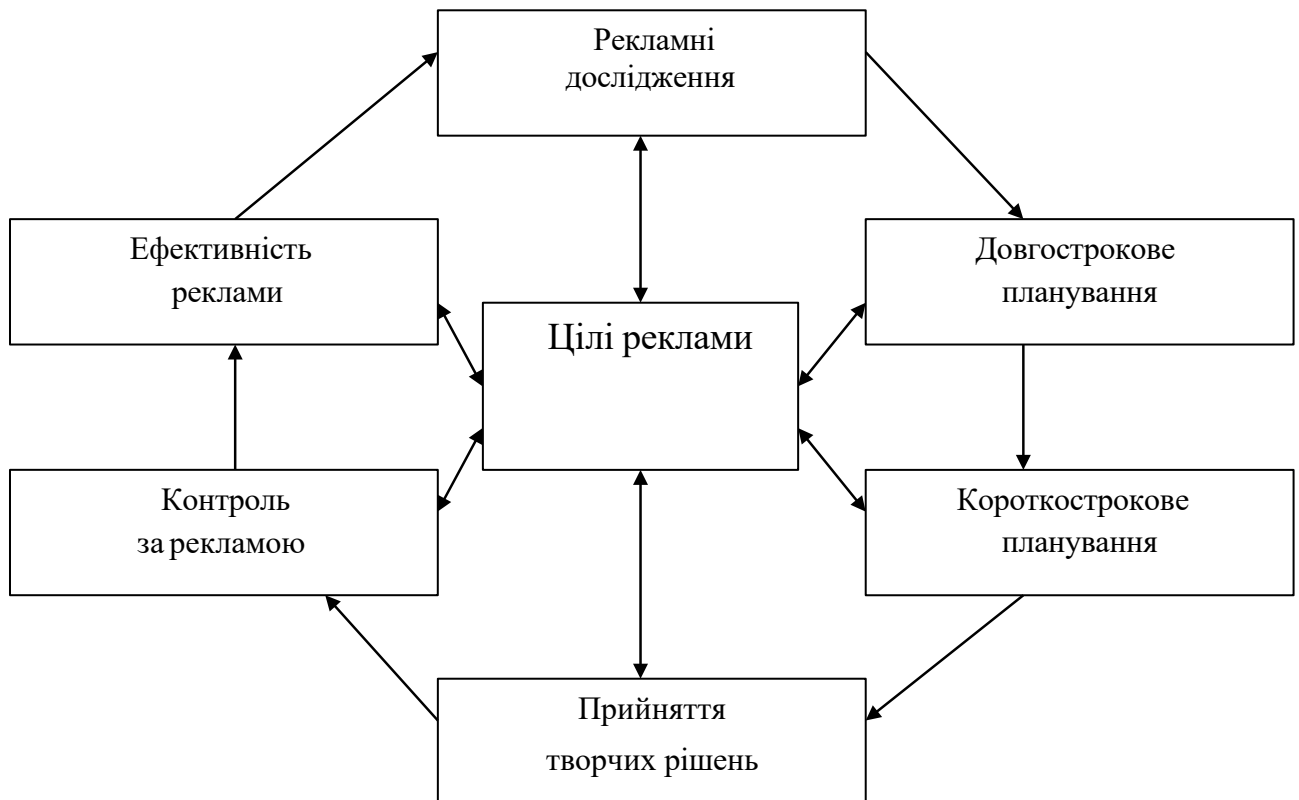 Рекламні
дослідження
Ефективність
реклами
Довгострокове
планування
Цілі реклами
Контроль
за рекламою
Короткострокове
планування
Прийняття
творчих рішень